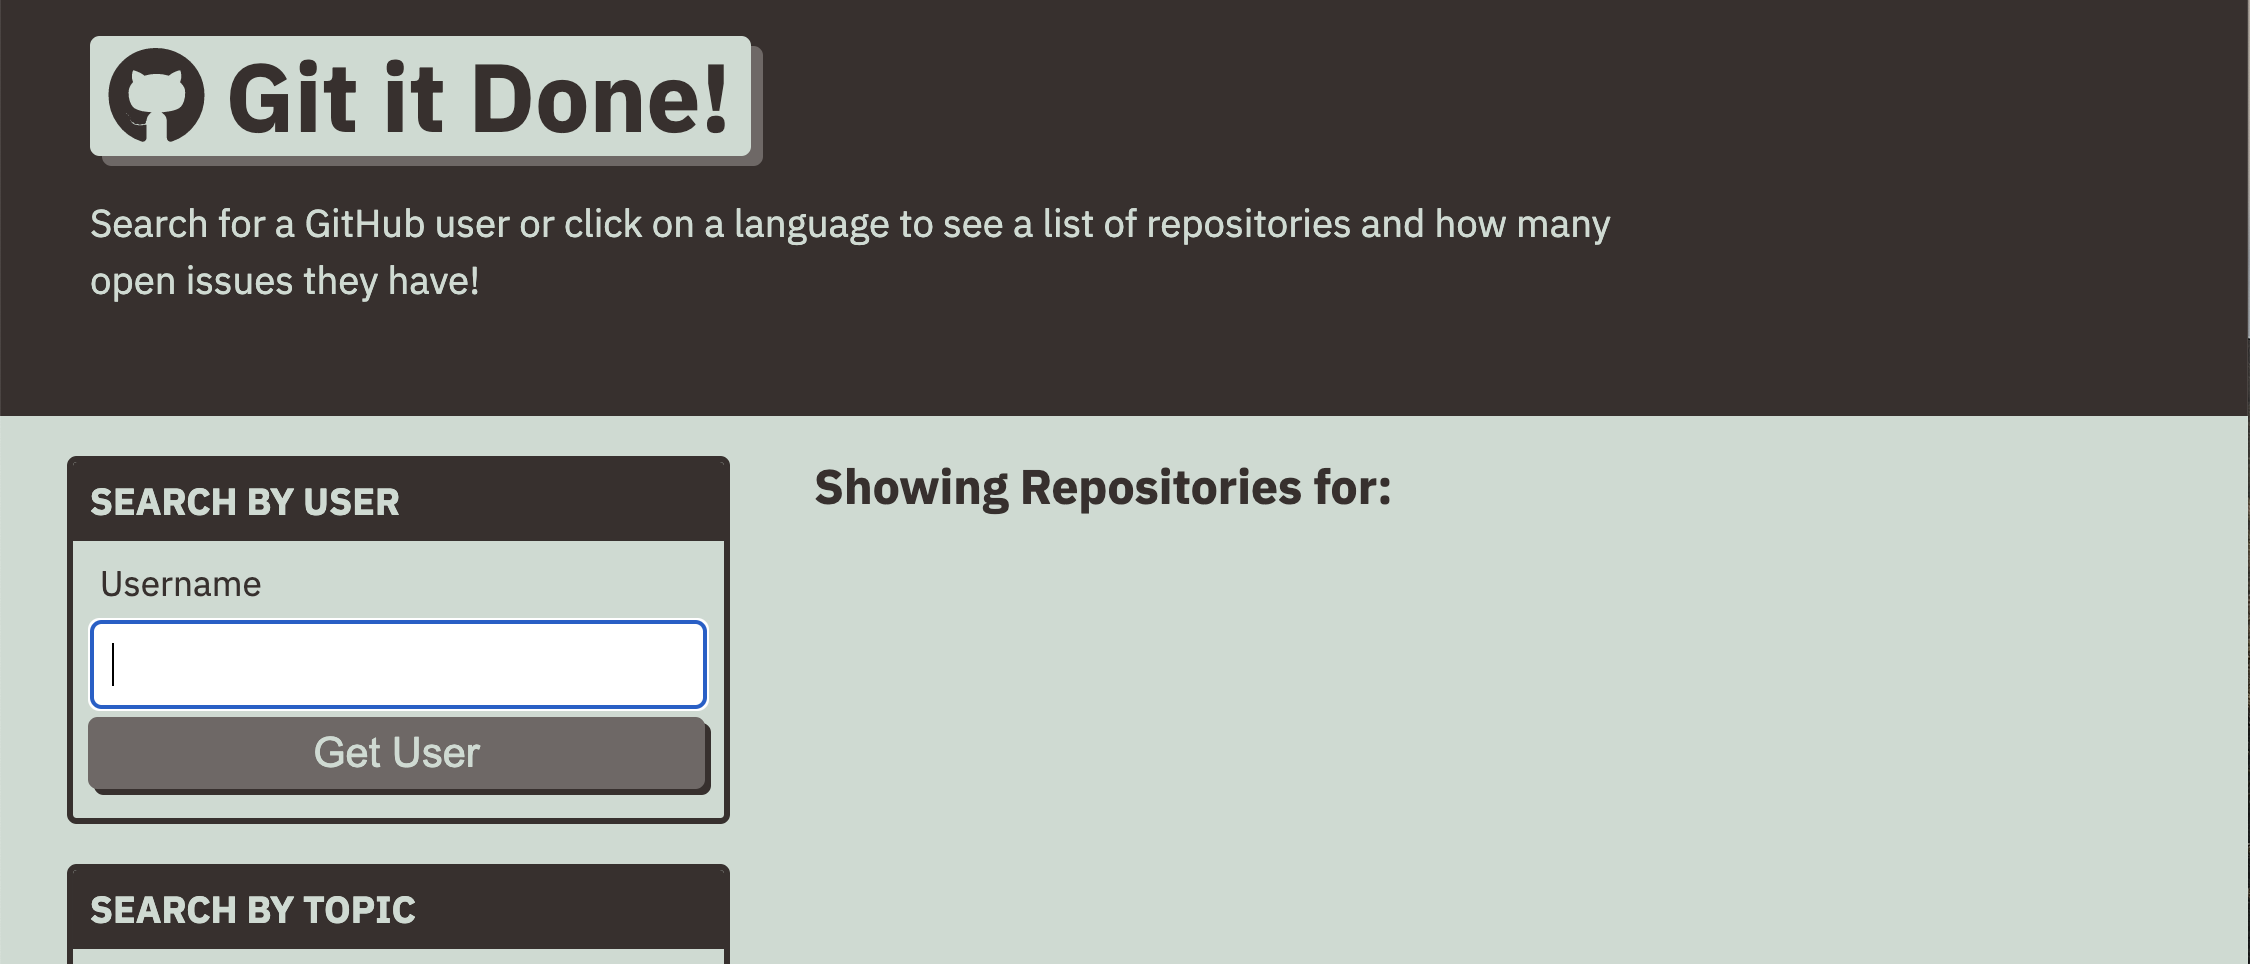 Git it Done!
Search for a GitHub user or click on a language to see a list of repositories and how many
open issues they have!
SEARCH BY USER
Username
Get User
SEARCH BY TOPIC
Showing Repositories for: